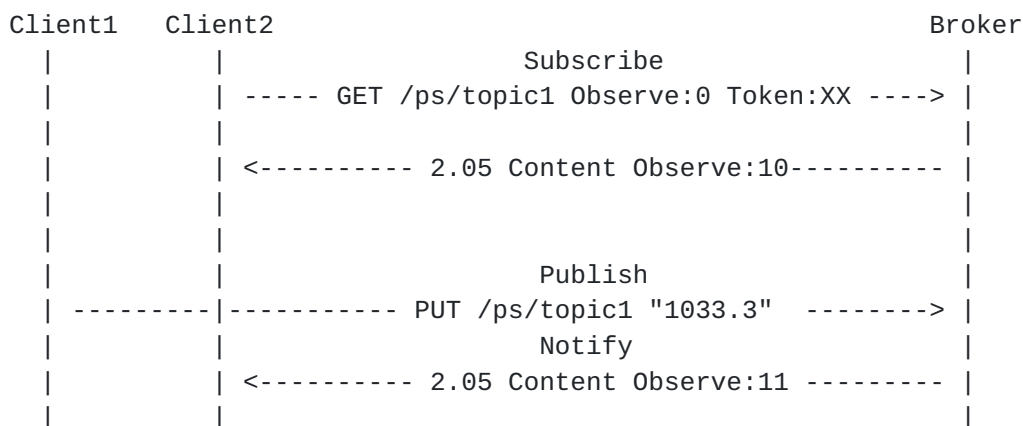 Client1   Client2                                          Broker
  |          |                   Subscribe                   |
  |          | ----- GET /ps/topic1 Observe:0 Token:XX ----> |
  |          |                                               |
  |          | <---------- 2.05 Content Observe:10---------- |
  |          |                                               |
  |          |                                               |
  |          |                    Publish                    |
  | ---------|----------- PUT /ps/topic1 "1033.3"  --------> |
  |          |                    Notify                     |
  |          | <---------- 2.05 Content Observe:11 --------- |
  |          |                                               |